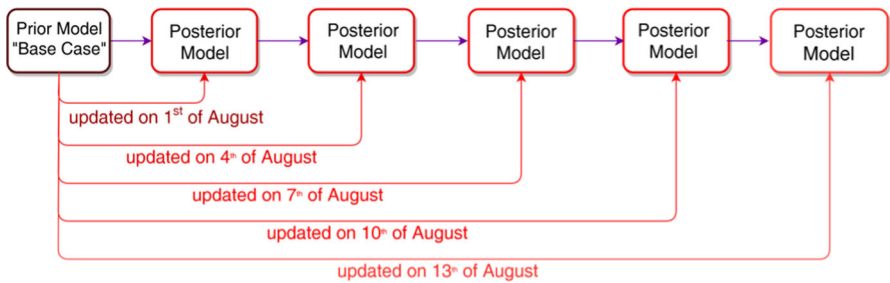 Prior Model
"Base Case"
Posterior
Model
Posterior
Model
Posterior
Model
Posterior
Model
Posterior
Model
updated on 1st of August
updated on 4th of August
updated on 7th of August
updated on 10th of August
updated on 13th of August